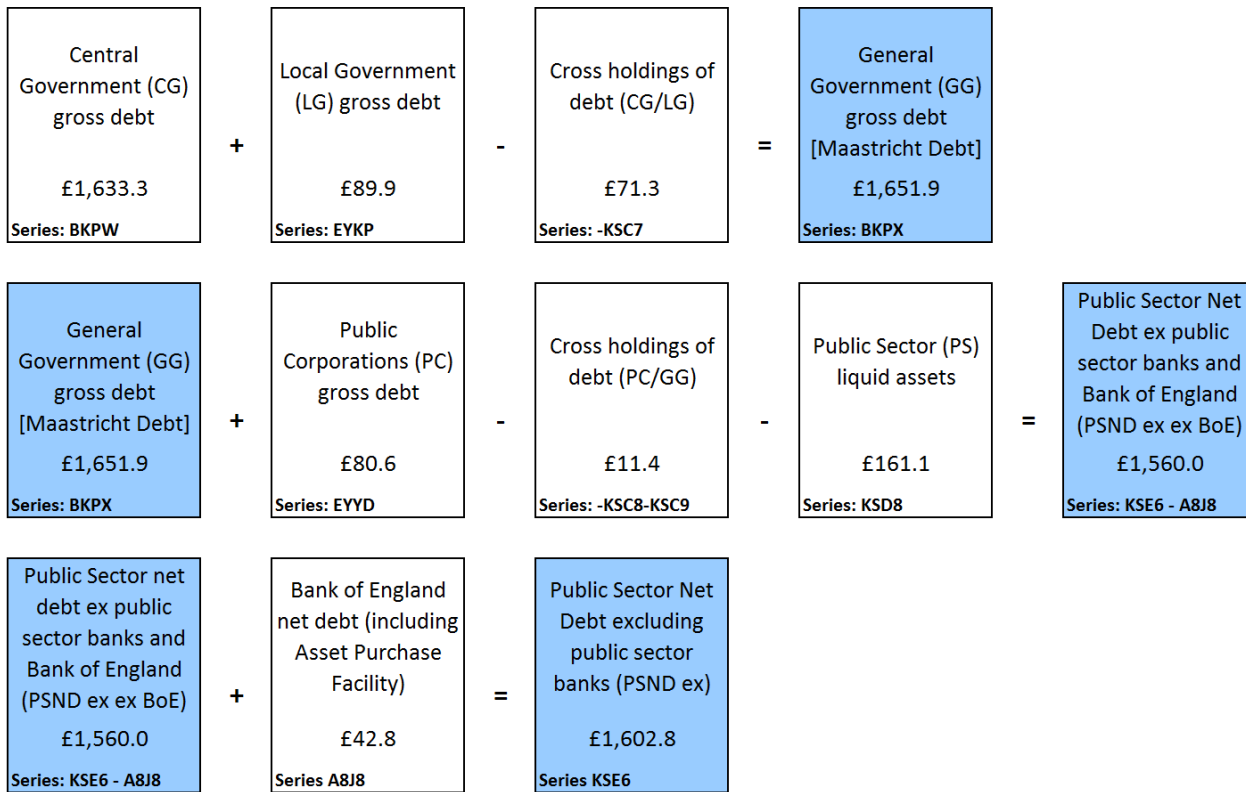 Central
Government (CG)
gross debt
£1,633.3
Series: BKPW
+
Local Government
(LG) gross debt
£89.9
Series: EYKP
-
Cross holdings of
debt (CG/LG)
£71.3
Series: -KSC7
=
General
Government (GG)
gross debt
[Maastricht Debt]
£1,651.9
Series: BKPX
General
Government (GG)
gross debt
[Maastricht Debt]
£1,651.9
Series: BKPX
+
Public
Corporations (PC)
gross debt
£80.6
Series: EYYD
-
Cross holdings of
debt (PC/GG)
£11.4
Series: -KSC8-KSC9
-
Public Sector (PS)
liquid assets
£161.1
Series: KSD8
=
Public Sector Net
Debt ex public
sector banks and
Bank of England
(PSND ex ex BoE)
£1,560.0
Series: KSE6 - A8J8
Public Sector net
debt ex public
sector banks and
Bank of England
(PSND ex ex BoE)
£1,560.0
Series: KSE6 - A8J8
+
Bank of England
net debt (including
Asset Purchase
Facility)
£42.8
Series A8J8
=
Public Sector Net
Debt excluding
public sector
banks (PSND ex)
£1,602.8
Series KSE6